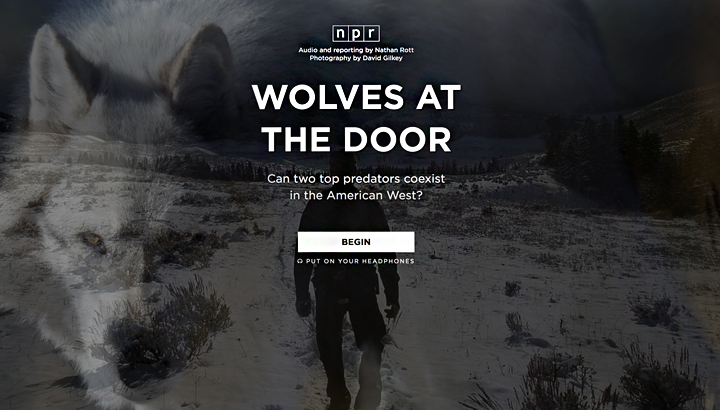 npr
Audio and reporting by Nathan Rott
Photography by David Gilkey
WOLVES AT
THE DOOR
Can two top predators coexist
in the American West?
BEGIN
PUT ON YOUR HEADPHONES